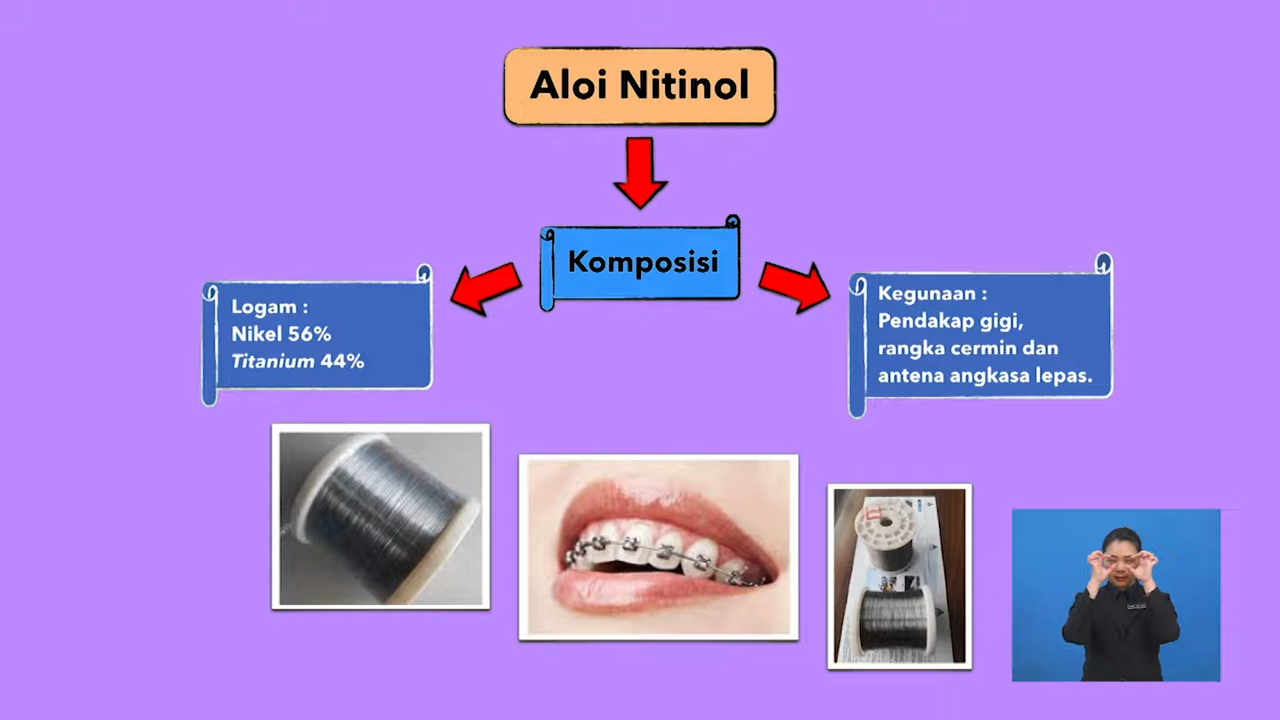 Aloi Nitinol
Komposisi
Logam :
Nikel 56%
Titanium 44%
Kegunaan :
Pendakap gigi,
rangka cermin dan
antena angkasa lepas.